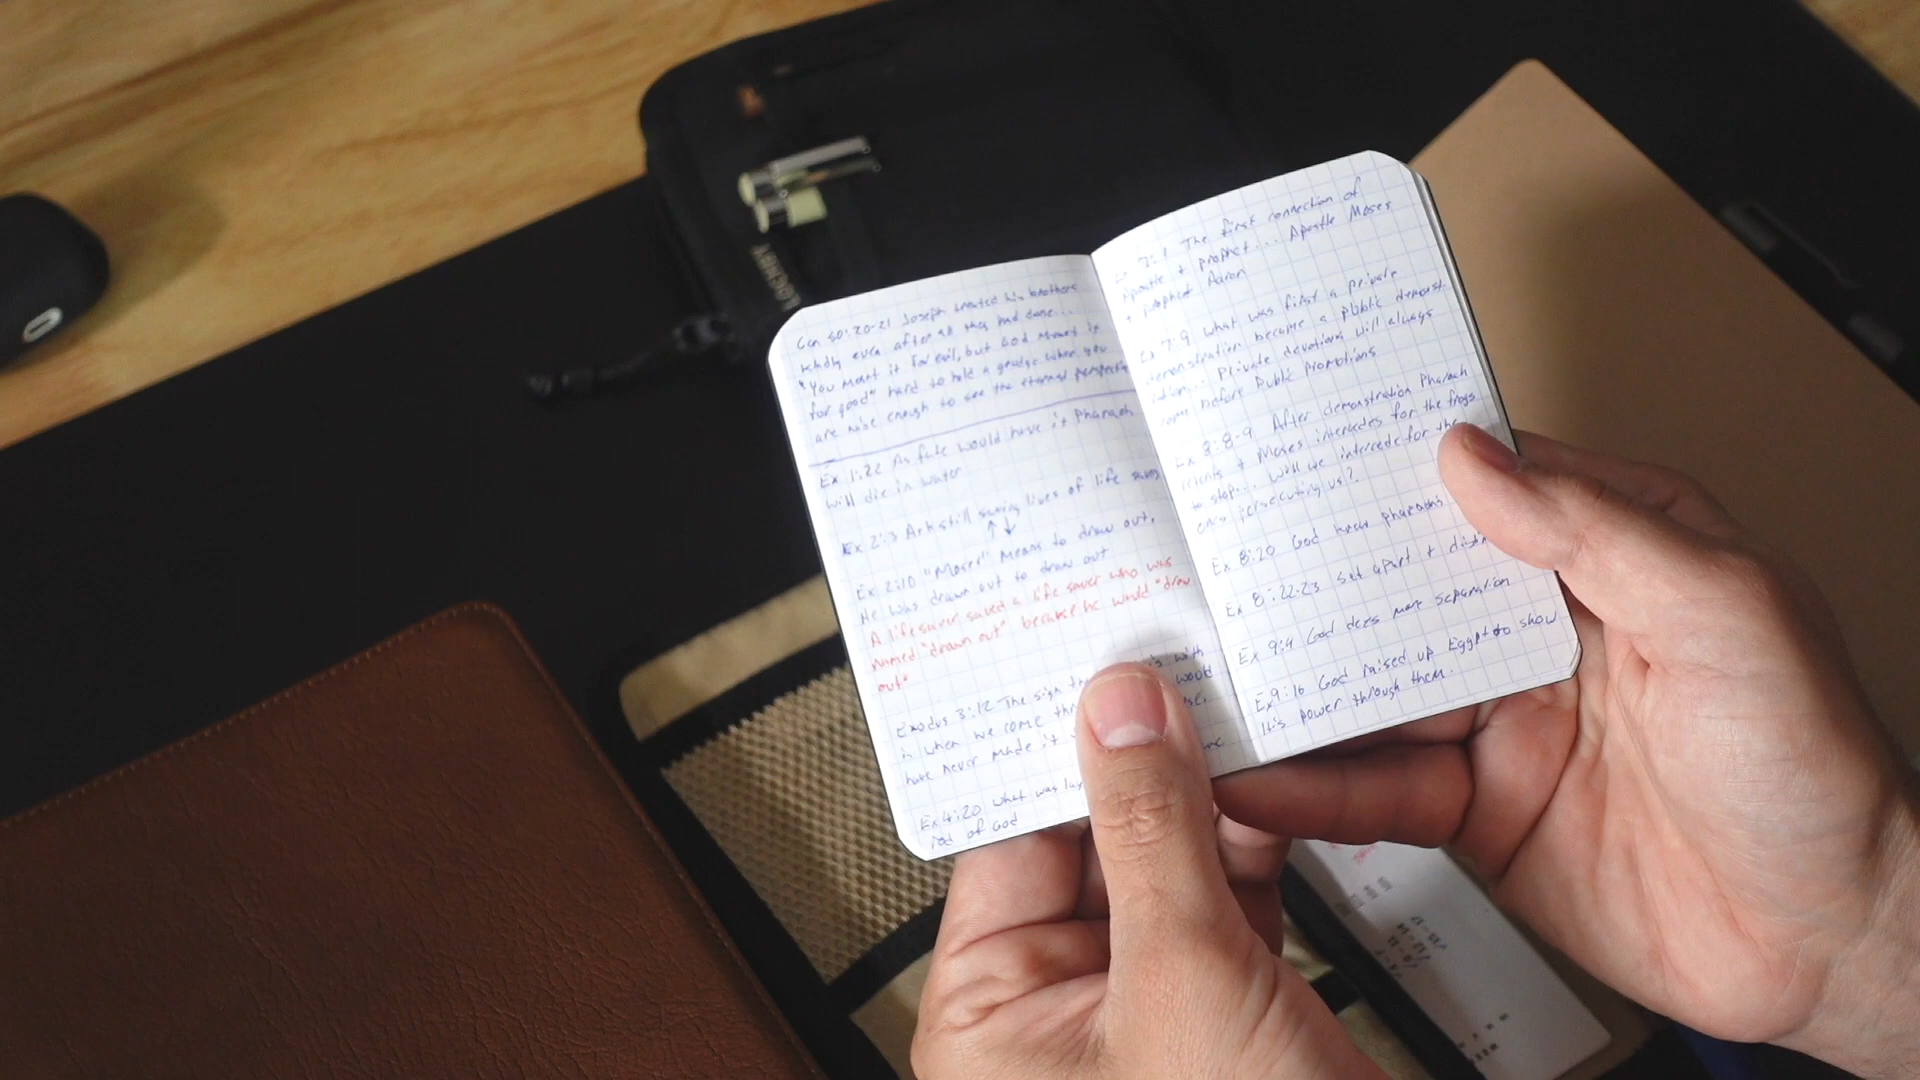 Gen 50:20-21 Joseph treated his brothers
kindly even after all they had done...
"You meant it for evil, but God meant it
for good" hard to hold a grudge when you
are wise enough to see the eternal perspective
Ex 1:22 As fate would have it Pharaoh
will die in water
Ex 2:3 Ark still saving lives of life
Ex 2:10 "Moses" means to draw out,
He was drawn out to draw out
A lifesaver saved a life saver who was
named "drawn out" because he would "draw
out"
Exodus 3:12 The sign with
is when we come would
have never made it
Ex 4:20 what was
rod of God
Ex 7:1 The first connection of
Apostle + prophet... Apostle Moses
+ prophet Aaron
Ex 7:9 what was first a private
demonstration became a public demonst-
ration... Private devotions will always
come before Public promotions
Ex 8:8-9 After demonstration Pharaoh
relents + Moses intercedes for the frogs
to stop... will we intercede for the
ones persecuting us?
Ex 8:20 God knew pharaoh's
Ex 8:22-23 Set apart +
Ex 9:4 God does more separation
Ex 9:16 God raised up Egypt to show
His power through them.